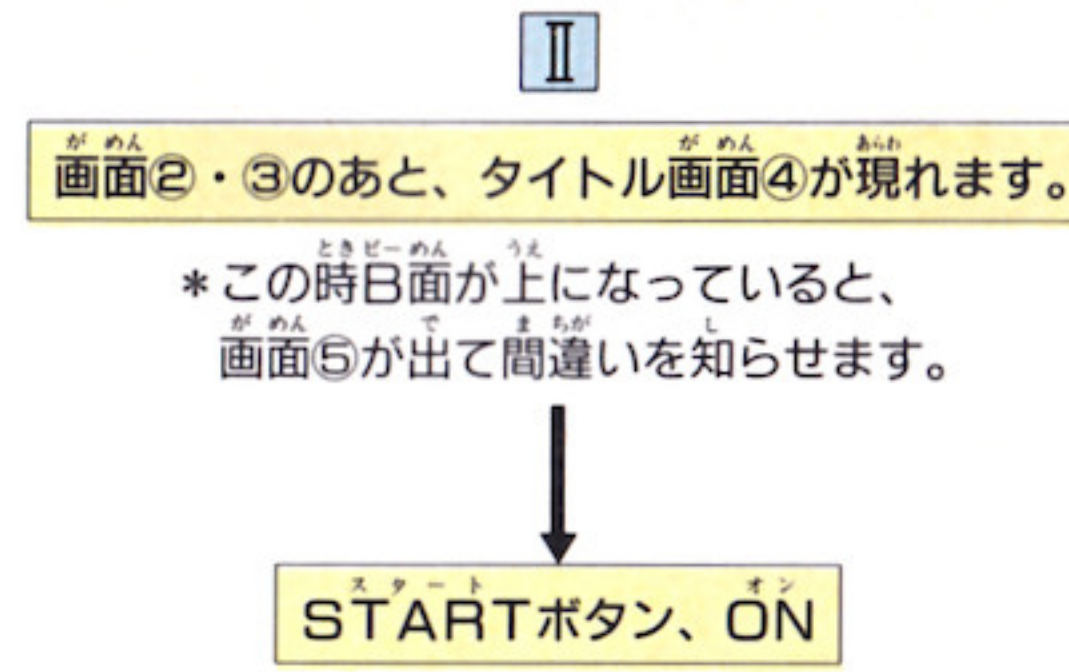 Ⅱ
画面②・③のあと、タイトル画面④が現れます。
*この時B面が上になっていると、
画面⑤が出て間違いを知らせます。
STARTボタン、ON